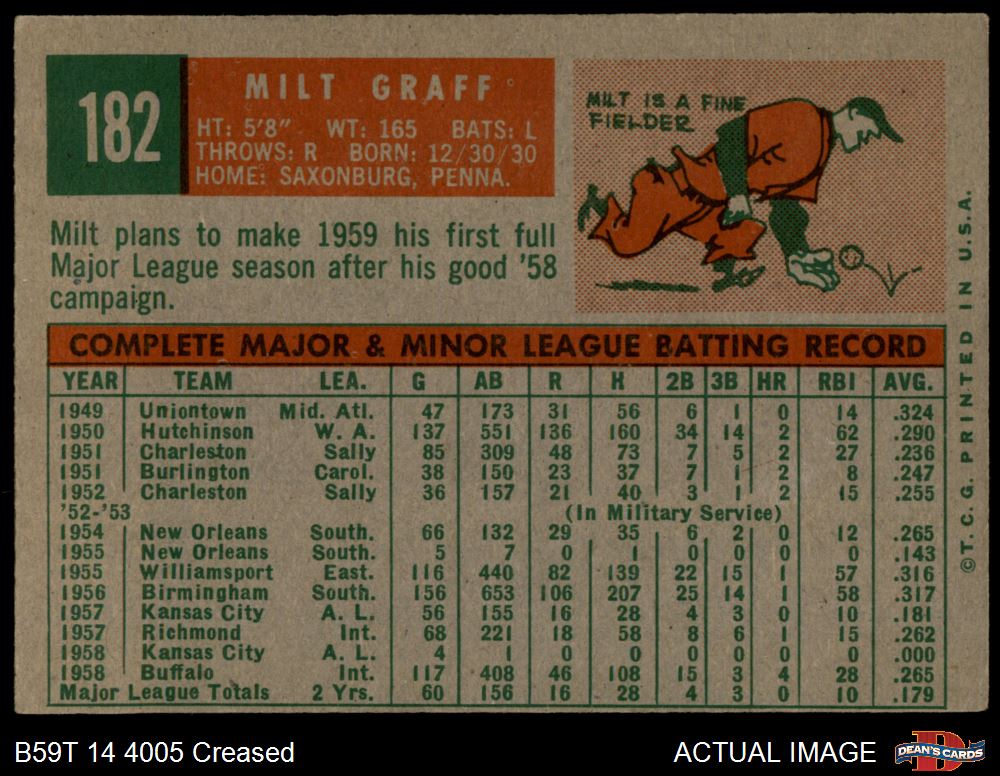 182
MILT GRAFF
HT: 5'8" WT: 165 BATS: L
THROWS: R BORN: 12/30/30
HOME: SAXONBURG, PENNA.
MILT IS A FINE
FIELDER
Milt plans to make 1959 his first full
Major League season after his good '58
campaign.
COMPLETE MAJOR & MINOR LEAGUE BATTING RECORD
YEAR TEAM LEA. G AB R H 2B 3B HR RBI AVG.
1949 Uniontown Mid. Atl. 47 173 31 56 6 1 0 14 .324
1950 Hutchinson W. A. 137 551 136 160 34 14 2 62 .290
1951 Charleston Sally 85 309 48 73 7 5 2 27 .236
1951 Burlington Carol. 38 150 23 37 7 1 2 8 .247
1952 Charleston Sally 36 157 21 40 3 1 2 15 .255
'52-'53 (In Military Service)
1954 New Orleans South. 66 132 29 35 6 2 0 12 .265
1955 New Orleans South. 5 7 0 1 0 0 0 0 .143
1955 Williamsport East. 116 440 82 139 22 15 1 57 .316
1956 Birmingham South. 156 653 106 207 25 14 1 58 .317
1957 Kansas City A. L. 56 155 16 28 4 3 0 10 .181
1957 Richmond Int. 68 221 18 58 8 6 1 15 .262
1958 Kansas City A. L. 4 1 0 0 0 0 0 0 .000
1958 Buffalo Int. 117 408 46 108 15 3 4 28 .265
Major League Totals 2 Yrs. 60 156 16 28 4 3 0 10 .179
©T.C.G. PRINTED IN U.S.A.
B59T 14 4005 Creased
ACTUAL IMAGE
DEAN'S CARDS